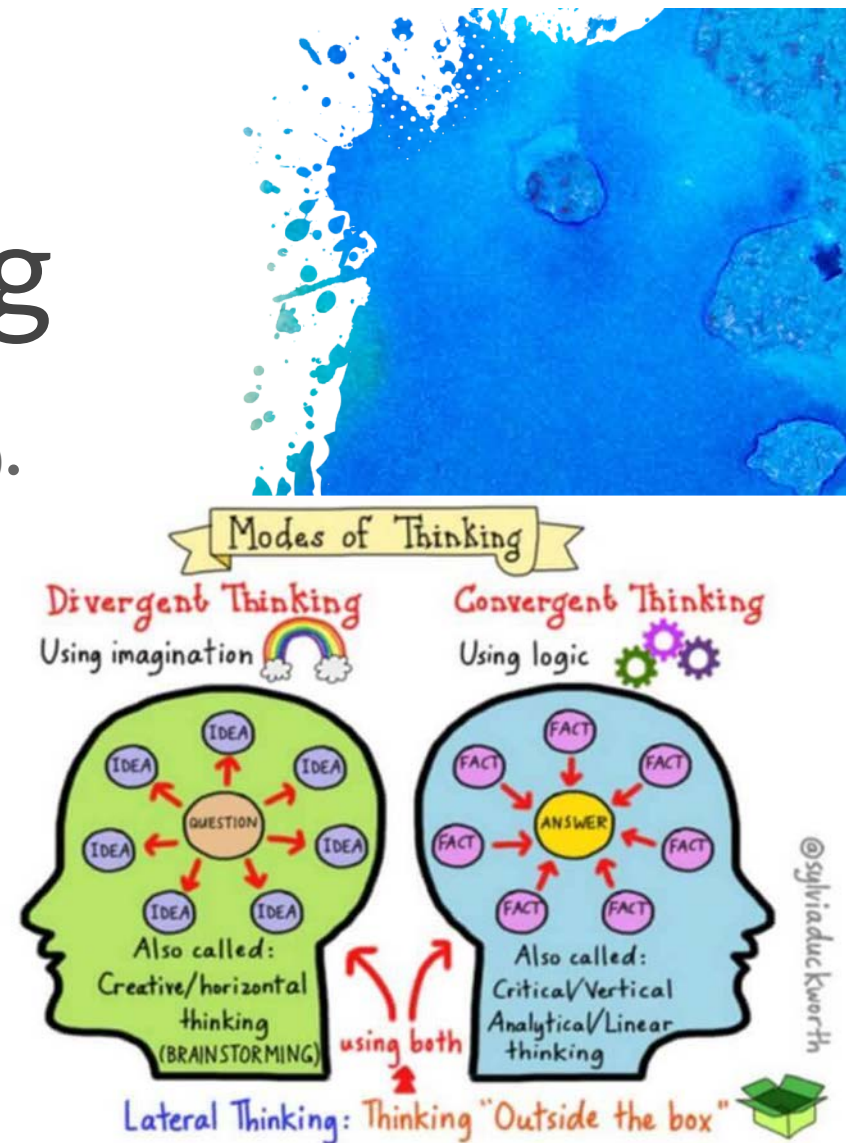 g
).
Modes of Thinking
Divergent Thinking
Using imagination
IDEA
IDEA
IDEA
IDEA
QUESTION
IDEA
IDEA
IDEA
Also called:
Creative/horizontal
thinking
(BRAINSTORMING)
Convergent Thinking
Using logic
FACT
FACT
FACT
FACT
ANSWER
FACT
FACT
FACT
Also called:
Critical/Vertical
Analytical/Linear
thinking
using both
Lateral Thinking: Thinking "Outside the box"
@sylviaduckworth